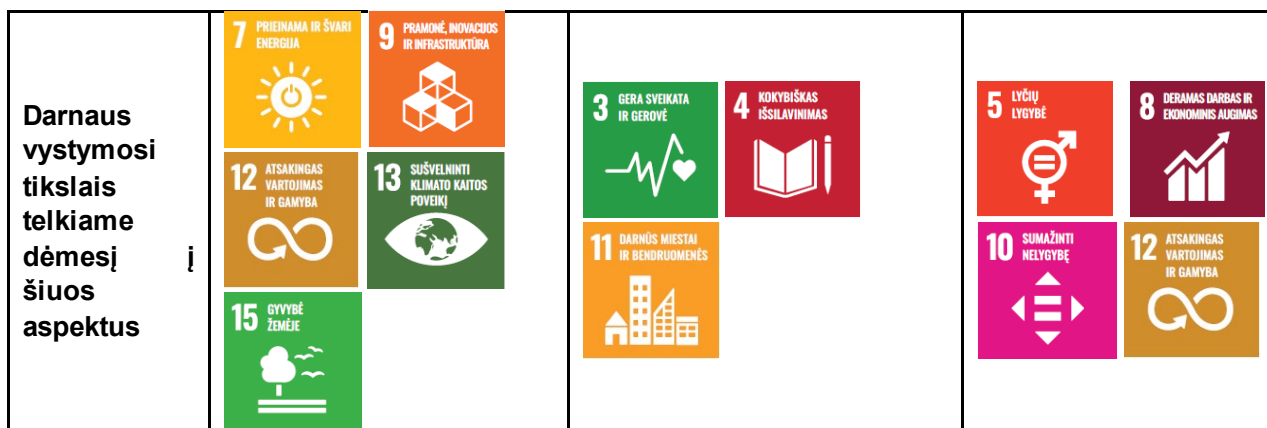 Darnaus
vystymosi
tikslais
telkiame
dėmesį į
šiuos
aspektus
7 PRIEINAMA IR ŠVARI
ENERGIJA
9 PRAMONĖ, INOVACIJOS
IR INFRASTRUKTŪRA
12 ATSAKINGAS
VARTOJIMAS
IR GAMYBA
13 SUŠVELNINTI
KLIMATO KAITOS
POVEIKĮ
15 GYVYBĖ
ŽEMĖJE
3 GERA SVEIKATA
IR GEROVĖ
4 KOKYBIŠKAS
IŠSILAVINIMAS
11 DARNŪS MIESTAI
IR BENDRUOMENĖS
5 LYČIŲ
LYGYBĖ
8 DERAMAS DARBAS IR
EKONOMINIS AUGIMAS
10 SUMAŽINTI
NELYGYBĘ
12 ATSAKINGAS
VARTOJIMAS
IR GAMYBA